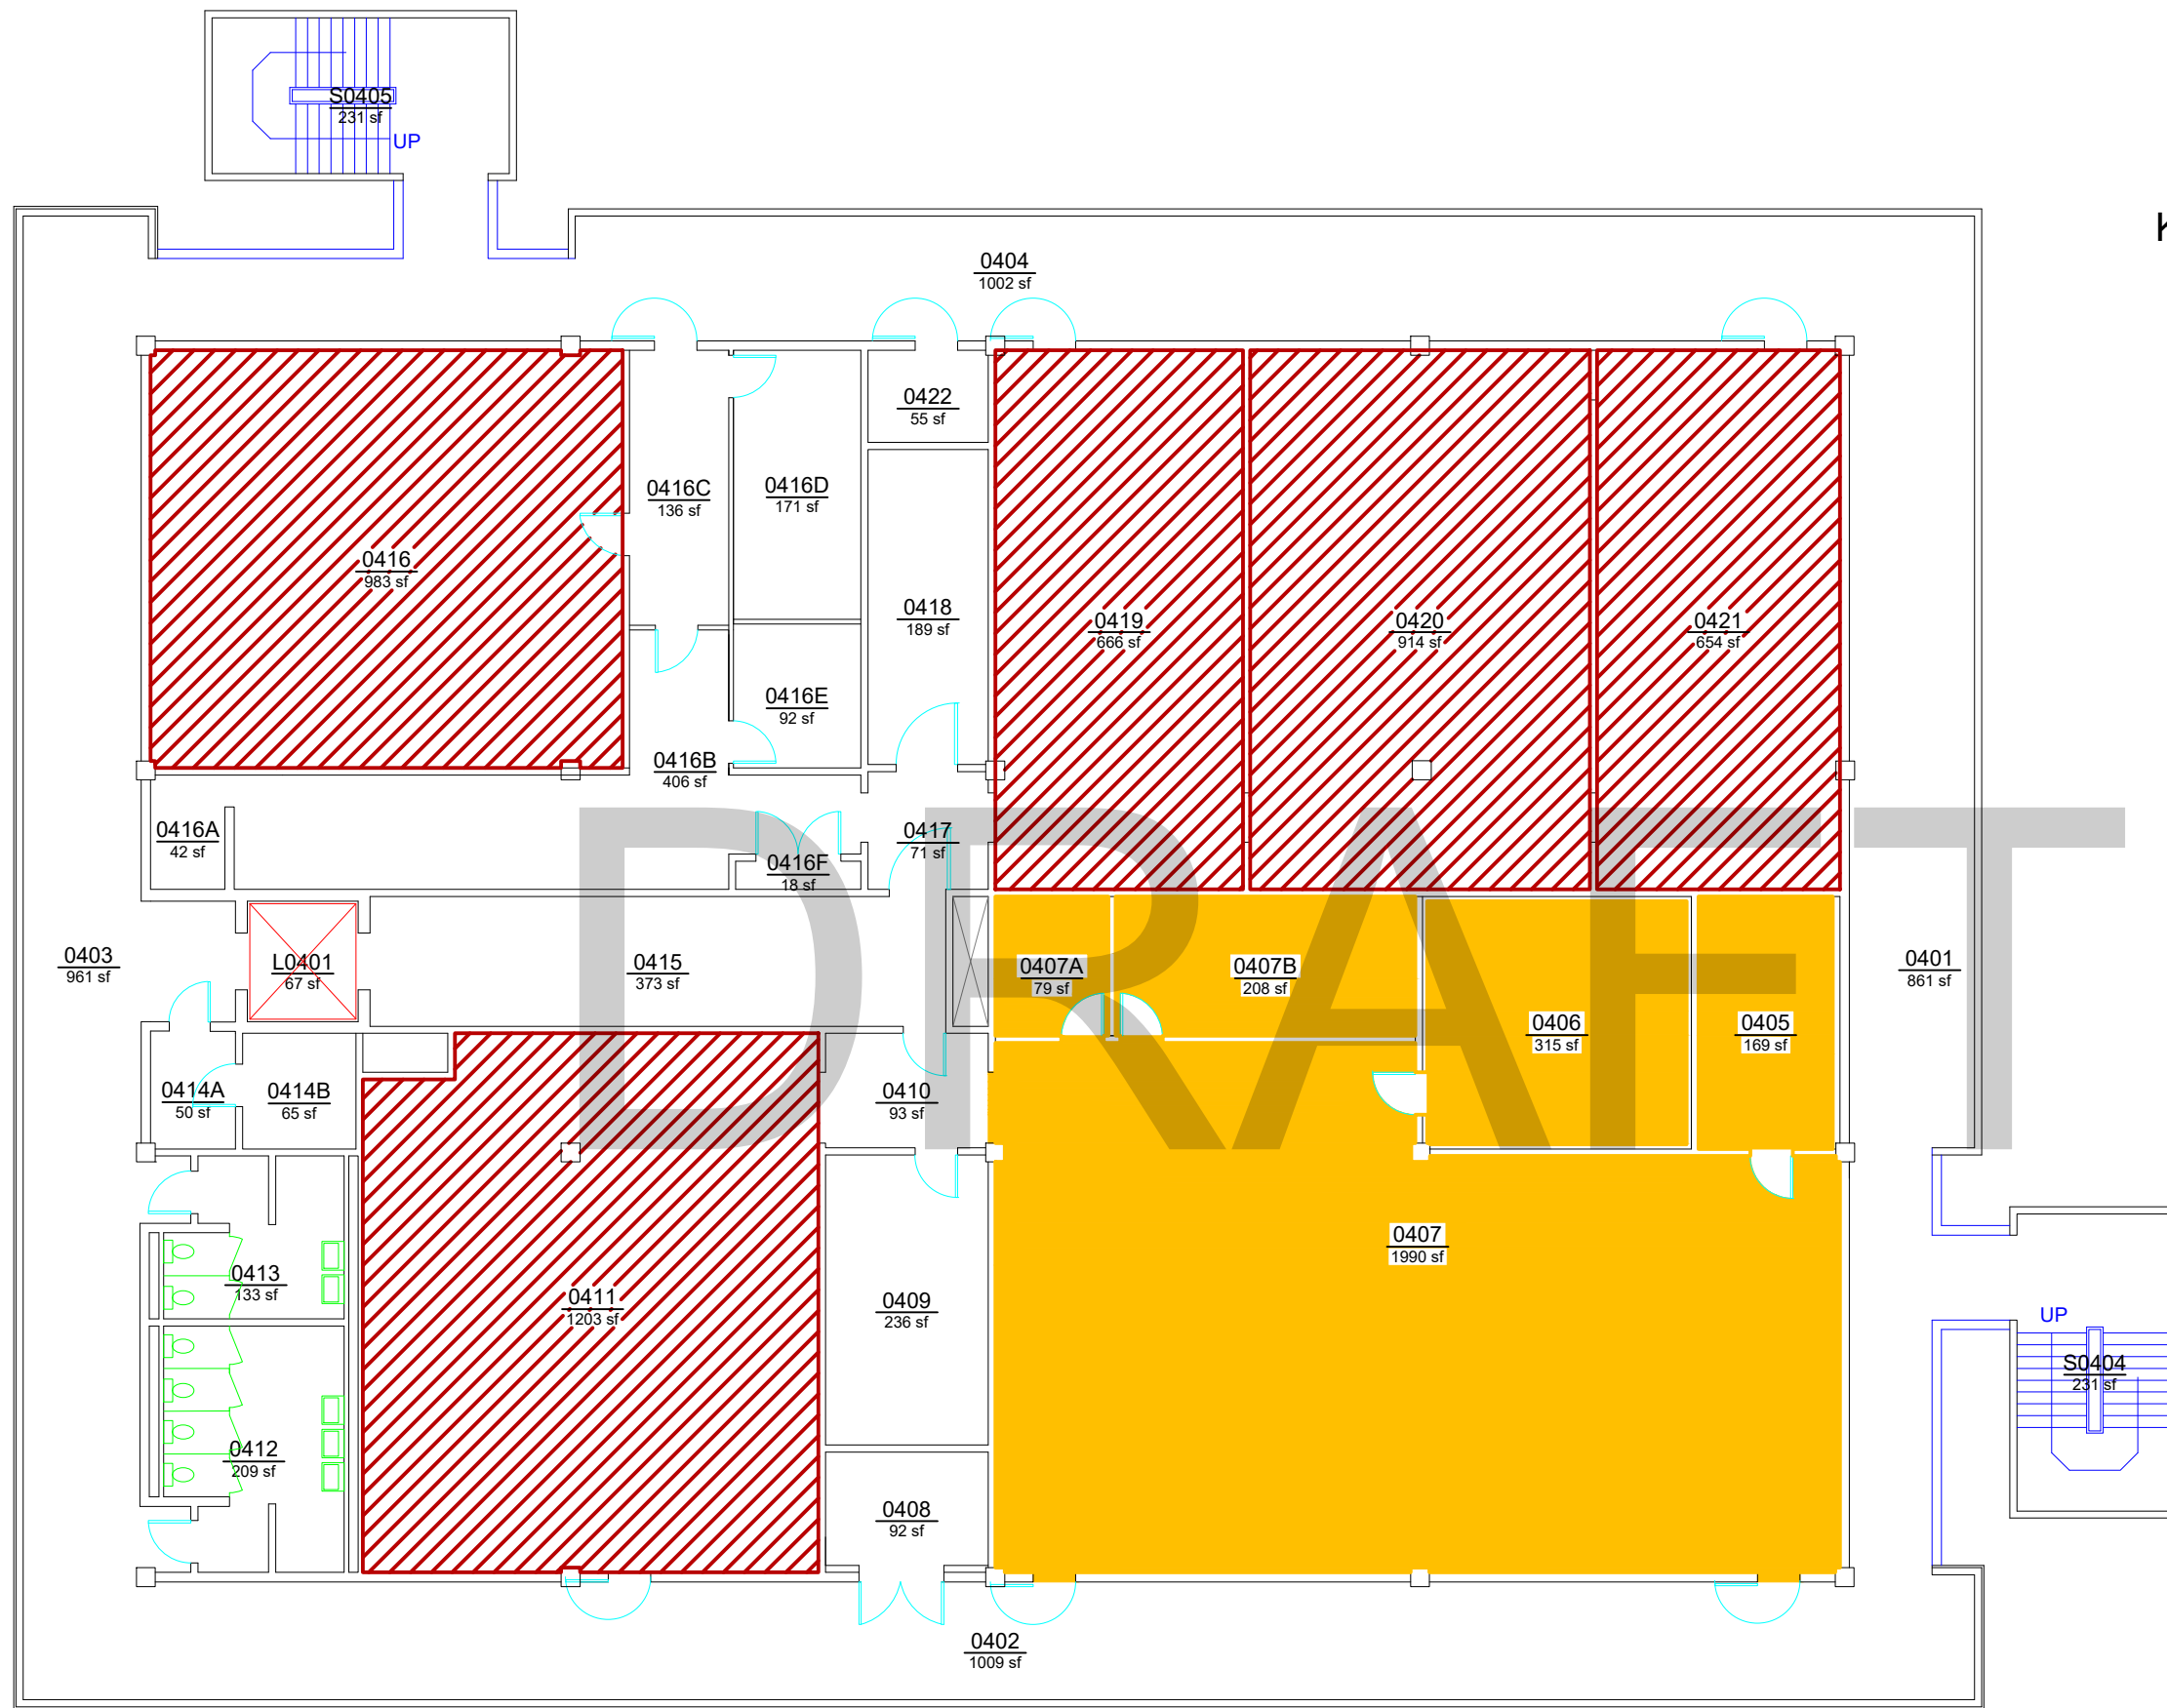 S0405
231 sf
UP
K
0404
1002 sf
0422
55 sf
0416C
136 sf
0416D
171 sf
0416
983 sf
0418
189 sf
0419
666 sf
0420
914 sf
0421
654 sf
0416E
92 sf
0416B
406 sf
0416A
42 sf
0417
71 sf
0416F
18 sf
DRAFT
0403
961 sf
L0401
67 sf
0415
373 sf
0407A
79 sf
0407B
208 sf
0401
861 sf
0406
315 sf
0405
169 sf
0414A
50 sf
0414B
65 sf
0410
93 sf
0407
1990 sf
0413
133 sf
0411
1203 sf
0409
236 sf
UP
S0404
231 sf
0412
209 sf
0408
92 sf
0402
1009 sf